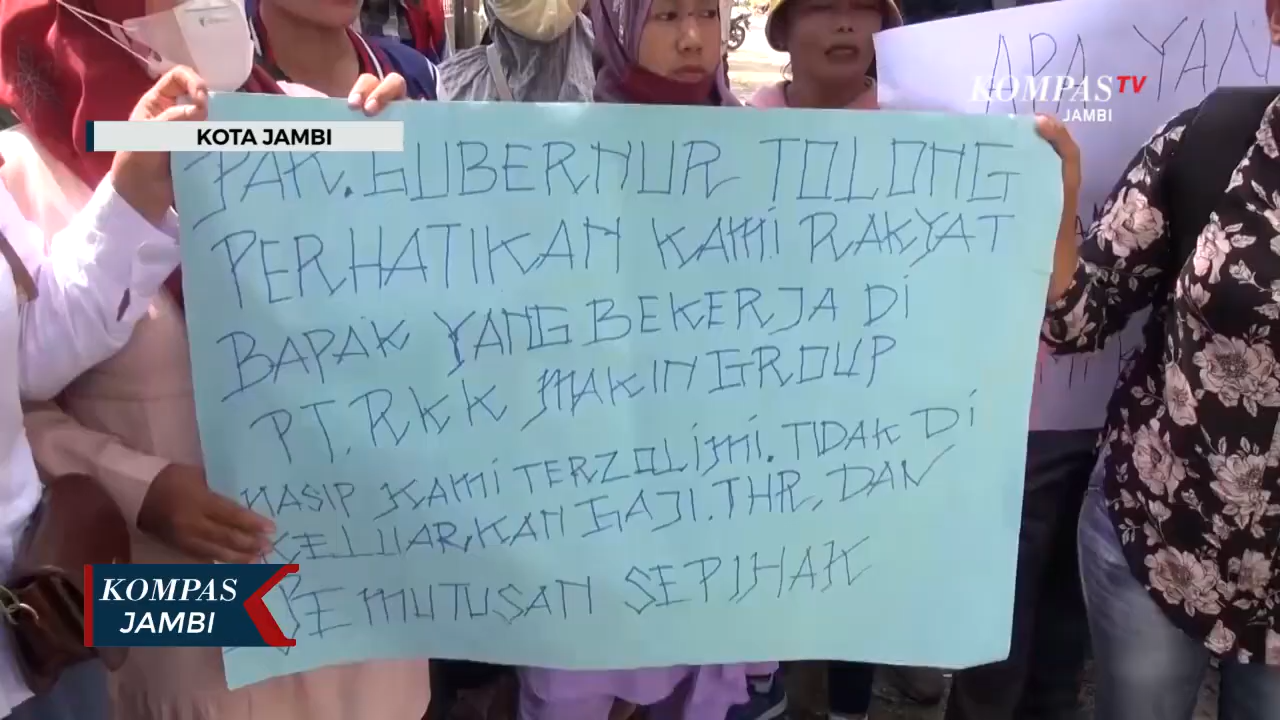 KOMPAS TV
JAMBI
APA YAN
KOTA JAMBI
PAK. GUBERNUR TOLONG
PERHATIKAN KAMI RAKYAT
BAPAK YANG BEKERJA DI
PT. RKK MAKIN GROUP
NASIP KAMI TERZOLIMI. TIDAK DI
KELUARKAN GAJI. THR, DAN
PEMUTUSAN SEPIHAK
KOMPAS
JAMBI